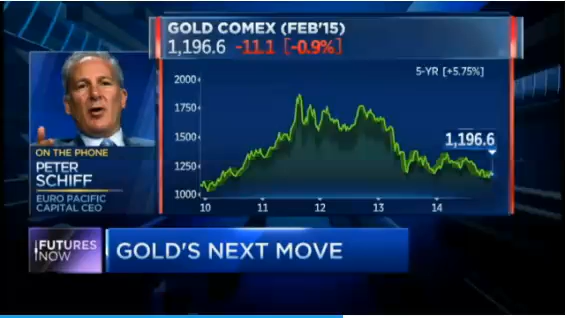 GOLD COMEX (FEB'15)
1,196.6 -11.1 [-0.9%]
5-YR [+5.75%]
2000
1750
1500
1250
1000
1,196.6
10 11 12 13 14
ON THE PHONE
PETER
SCHIFF
EURO PACIFIC
CAPITAL CEO
FUTURES
NOW
GOLD'S NEXT MOVE